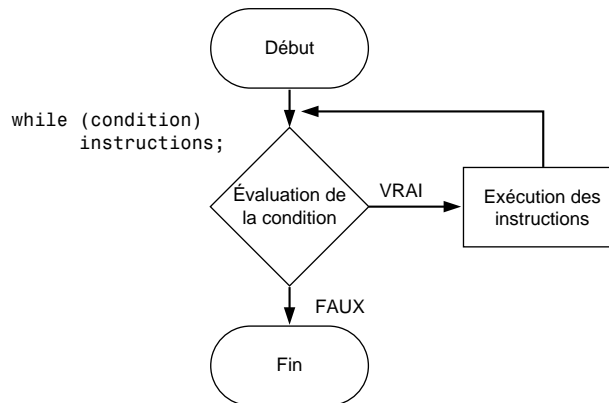 Début
while (condition)
instructions;
Évaluation de
la condition
VRAI
Exécution des
instructions
FAUX
Fin